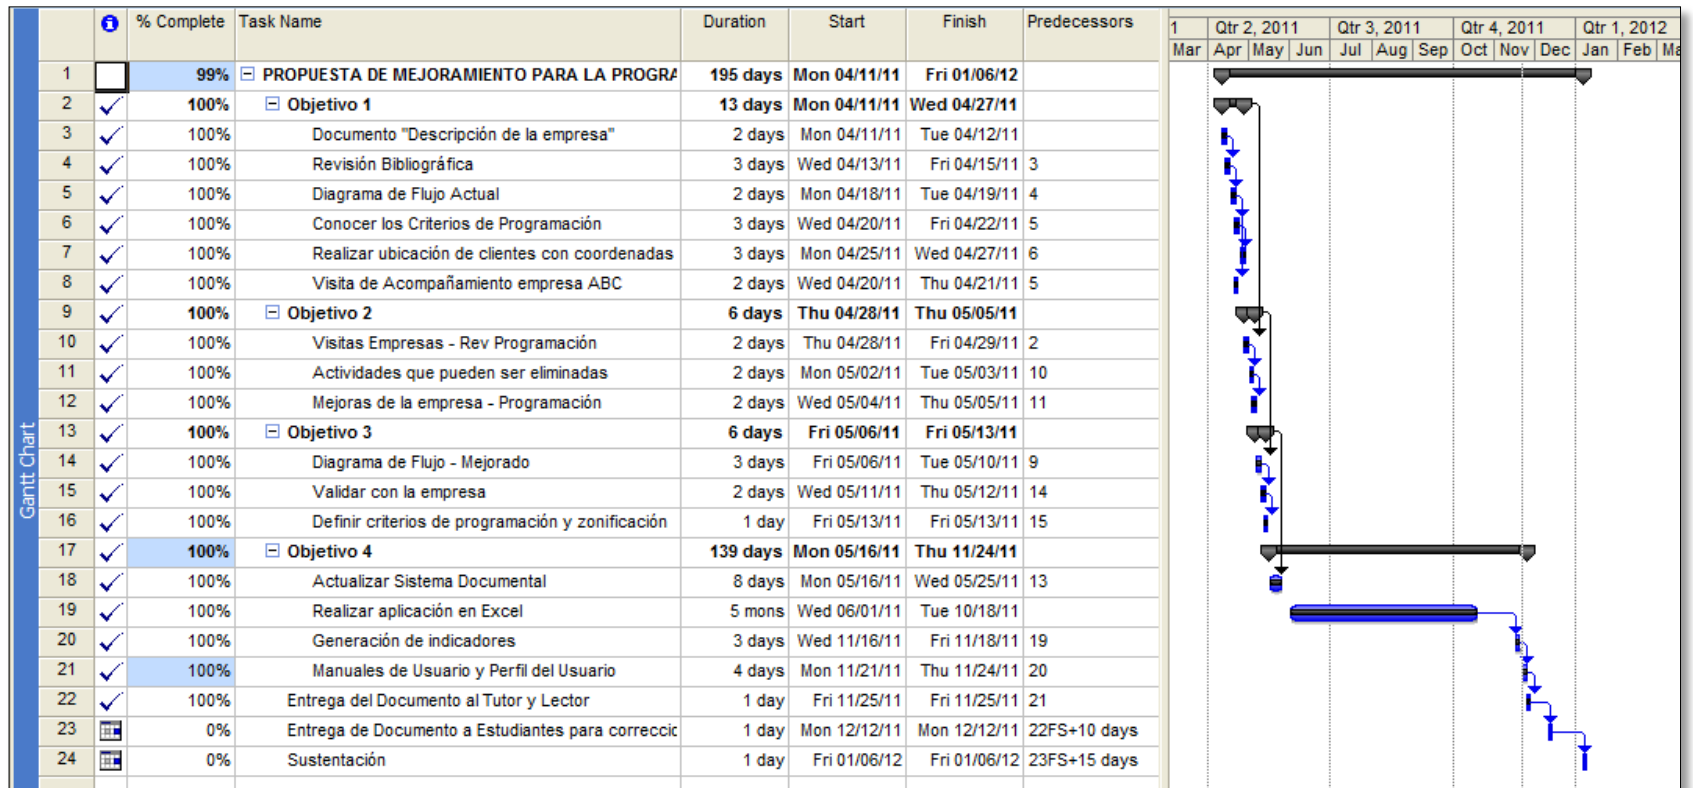 % Complete Task Name Duration Start Finish Predecessors
1 Qtr 2, 2011 Qtr 3, 2011 Qtr 4, 2011 Qtr 1, 2012
Mar Apr May Jun Jul Aug Sep Oct Nov Dec Jan Feb Ma
1 99% PROPUESTA DE MEJORAMIENTO PARA LA PROGRA 195 days Mon 04/11/11 Fri 01/06/12
2 100% Objetivo 1 13 days Mon 04/11/11 Wed 04/27/11
3 100% Documento "Descripción de la empresa" 2 days Mon 04/11/11 Tue 04/12/11
4 100% Revisión Bibliográfica 3 days Wed 04/13/11 Fri 04/15/11 3
5 100% Diagrama de Flujo Actual 2 days Mon 04/18/11 Tue 04/19/11 4
6 100% Conocer los Criterios de Programación 3 days Wed 04/20/11 Fri 04/22/11 5
7 100% Realizar ubicación de clientes con coordenadas 3 days Mon 04/25/11 Wed 04/27/11 6
8 100% Visita de Acompañamiento empresa ABC 2 days Wed 04/20/11 Thu 04/21/11 5
9 100% Objetivo 2 6 days Thu 04/28/11 Thu 05/05/11
10 100% Visitas Empresas - Rev Programación 2 days Thu 04/28/11 Fri 04/29/11 2
11 100% Actividades que pueden ser eliminadas 2 days Mon 05/02/11 Tue 05/03/11 10
12 100% Mejoras de la empresa - Programación 2 days Wed 05/04/11 Thu 05/05/11 11
13 100% Objetivo 3 6 days Fri 05/06/11 Fri 05/13/11
14 100% Diagrama de Flujo - Mejorado 3 days Fri 05/06/11 Tue 05/10/11 9
15 100% Validar con la empresa 2 days Wed 05/11/11 Thu 05/12/11 14
16 100% Definir criterios de programación y zonificación 1 day Fri 05/13/11 Fri 05/13/11 15
17 100% Objetivo 4 139 days Mon 05/16/11 Thu 11/24/11
18 100% Actualizar Sistema Documental 8 days Mon 05/16/11 Wed 05/25/11 13
19 100% Realizar aplicación en Excel 5 mons Wed 06/01/11 Tue 10/18/11
20 100% Generación de indicadores 3 days Wed 11/16/11 Fri 11/18/11 19
21 100% Manuales de Usuario y Perfil del Usuario 4 days Mon 11/21/11 Thu 11/24/11 20
22 100% Entrega del Documento al Tutor y Lector 1 day Fri 11/25/11 Fri 11/25/11 21
23 0% Entrega de Documento a Estudiantes para correccic 1 day Mon 12/12/11 Mon 12/12/11 22FS+10 days
24 0% Sustentación 1 day Fri 01/06/12 Fri 01/06/12 23FS+15 days
Gantt Chart